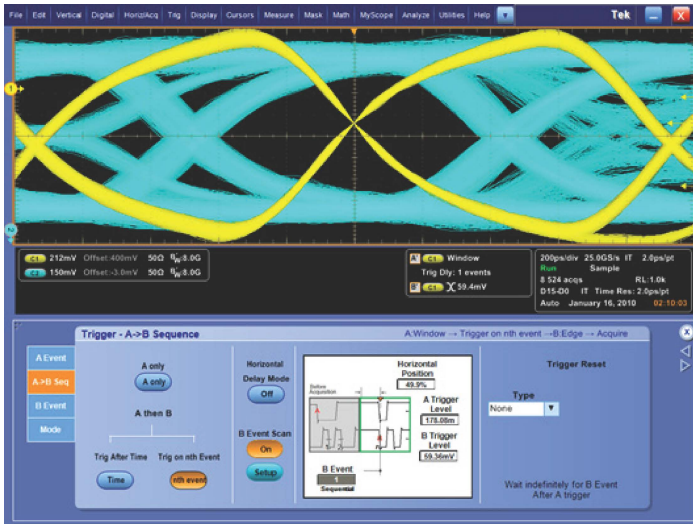 File Edit Vertical Digital Horiz/Acq Trig Display Cursors Measure Mask Math MyScope Analyze Utilities Help Tek X
1
2
C1 212mV Offset:400mV 50Ω BW:8.0G
C2 150mV Offset:-3.0mV 50Ω BW:8.0G
A' C1 Window
Trig Dly: 1 events
B' C1 59.4mV
200ps/div 25.0GS/s IT 2.0ps/pt
Run Sample
8 524 acqs RL:1.0k
D15-D0 IT Time Res: 2.0ps/pt
Auto January 16, 2010 02:10:03
Trigger - A->B Sequence
A:Window → Trigger on nth event →B:Edge → Acquire
X
A Event
A->B Seq
B Event
Mode
A only
A only
A then B
Trig After Time
Time
Trig on nth Event
nth event
Horizontal
Delay Mode
Off
B Event Scan
On
Setup
Before
Acquisition
A
B
Horizontal
Position
49.9%
A Trigger
Level
178.08m
B Trigger
Level
59.36mV
B Event
1
Sequential
Trigger Reset
Type
None
Wait indefinitely for B Event
After A trigger